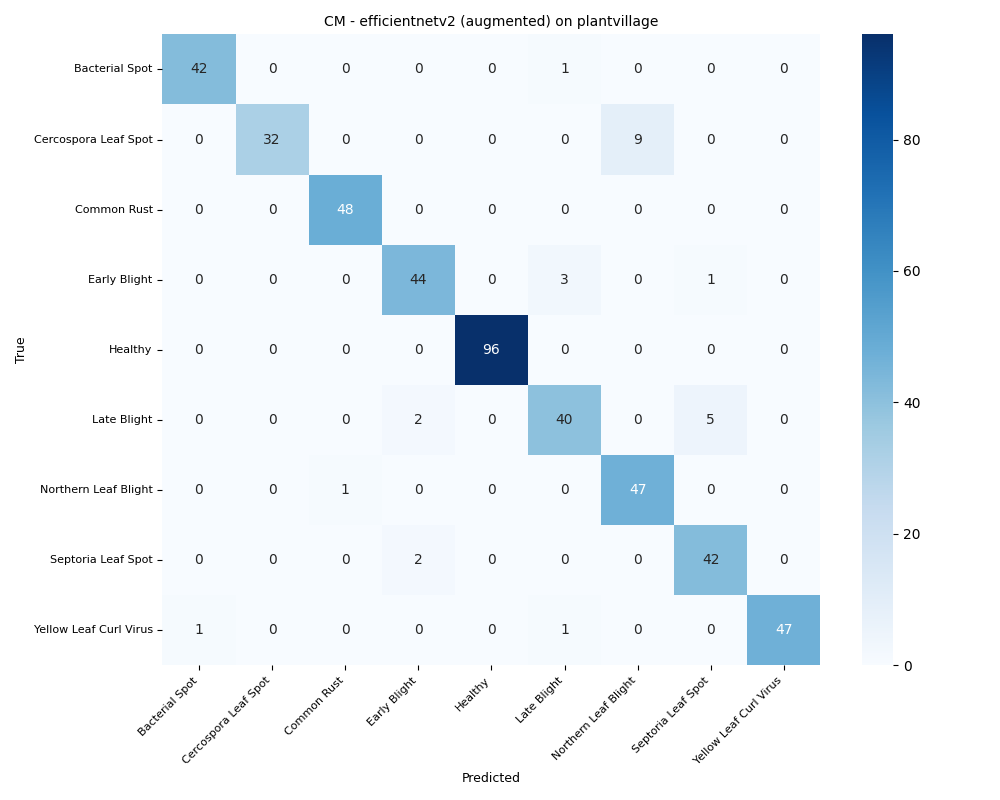 CM - efficientnetv2 (augmented) on plantvillage
True
Bacterial Spot 42 0 0 0 0 1 0 0 0
Cercospora Leaf Spot 0 32 0 0 0 0 9 0 0
Common Rust 0 0 48 0 0 0 0 0 0
Early Blight 0 0 0 44 0 3 0 1 0
Healthy 0 0 0 0 96 0 0 0 0
Late Blight 0 0 0 2 0 40 0 5 0
Northern Leaf Blight 0 0 1 0 0 0 47 0 0
Septoria Leaf Spot 0 0 0 2 0 0 0 42 0
Yellow Leaf Curl Virus 1 0 0 0 0 1 0 0 47
Bacterial Spot
Cercospora Leaf Spot
Common Rust
Early Blight
Healthy
Late Blight
Northern Leaf Blight
Septoria Leaf Spot
Yellow Leaf Curl Virus
Predicted
80
60
40
20
0